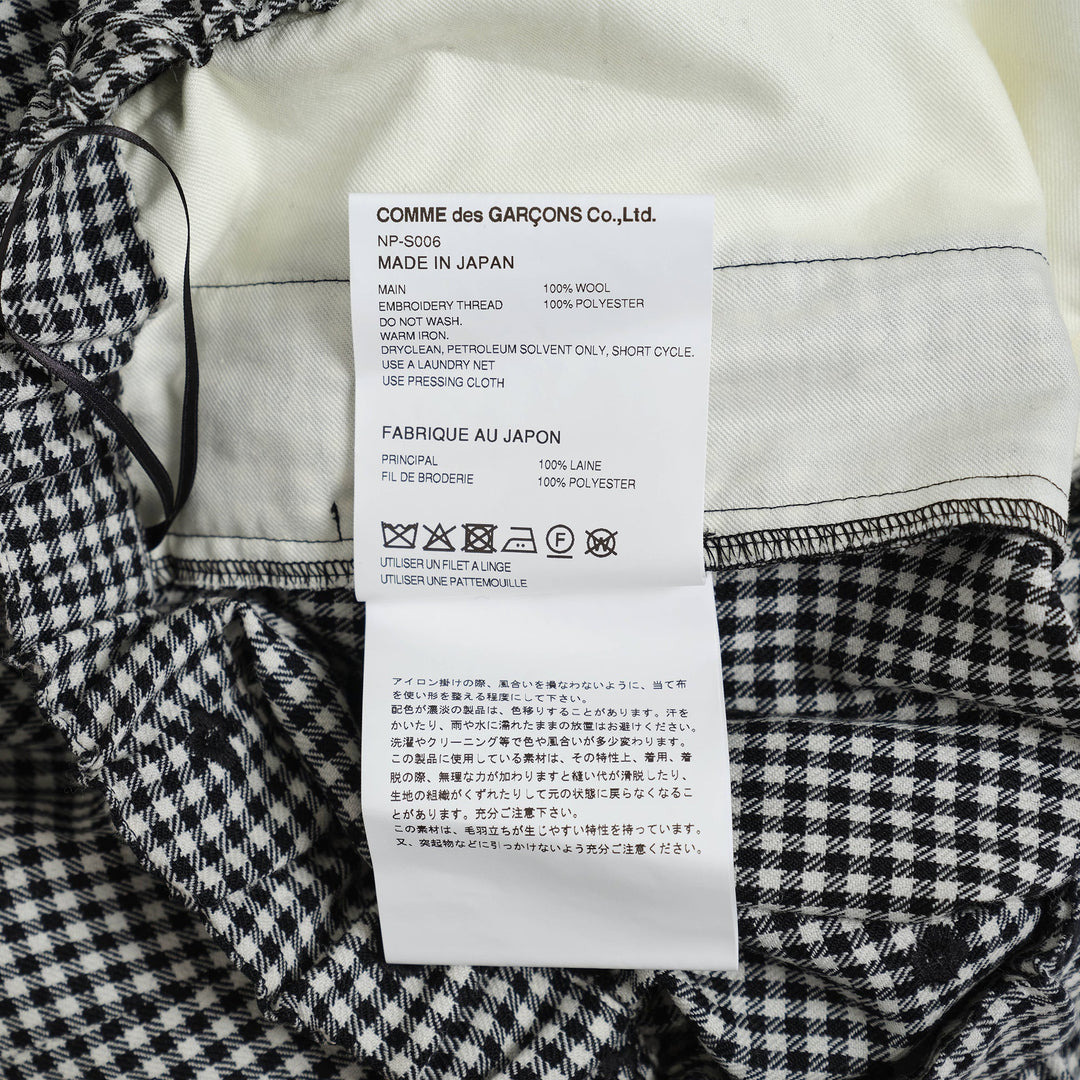 COMME des GARÇONS Co.,Ltd.
NP-S006
MADE IN JAPAN
MAIN 100% WOOL
EMBROIDERY THREAD 100% POLYESTER
DO NOT WASH.
WARM IRON.
DRYCLEAN, PETROLEUM SOLVENT ONLY, SHORT CYCLE.
USE A LAUNDRY NET
USE PRESSING CLOTH
FABRIQUE AU JAPON
PRINCIPAL 100% LAINE
FIL DE BRODERIE 100% POLYESTER
F W
UTILISER UN FILET A LINGE
UTILISER UNE PATTEMOUILLE
アイロン掛けの際、風合いを損なわないように、当て布
を使い形を整える程度にして下さい。
配色が濃淡の製品は、色移りすることがあります。汗を
かいたり、雨や水に濡れたままの放置はお避けください。
洗濯やクリーニング等で色や風合いが多少変わります。
この製品に使用している素材は、その特性上、着用、着
脱の際、無理な力が加わりますと縫い代が滑脱したり、
生地の組織がくずれたりして元の状態に戻らなくなるこ
とがあります。充分ご注意下さい。
この素材は、毛羽立ちが生じやすい特性を持っています。
又、突起物などに引っかけないよう充分ご注意ください。